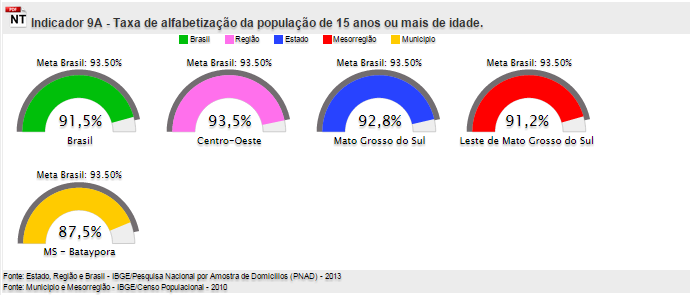 PDF
NT
Indicador 9A - Taxa de alfabetização da população de 15 anos ou mais de idade.
Brasil Região Estado Mesorregião Município
Meta Brasil: 93.50% Meta Brasil: 93.50% Meta Brasil: 93.50% Meta Brasil: 93.50%
91,5% 93,5% 92,8% 91,2%
Brasil Centro-Oeste Mato Grosso do Sul Leste de Mato Grosso do Sul
Meta Brasil: 93.50%
87,5%
MS - Bataypora
Fonte: Estado, Região e Brasil - IBGE/Pesquisa Nacional por Amostra de Domicílios (PNAD) - 2013
Fonte: Município e Mesorregião - IBGE/Censo Populacional - 2010